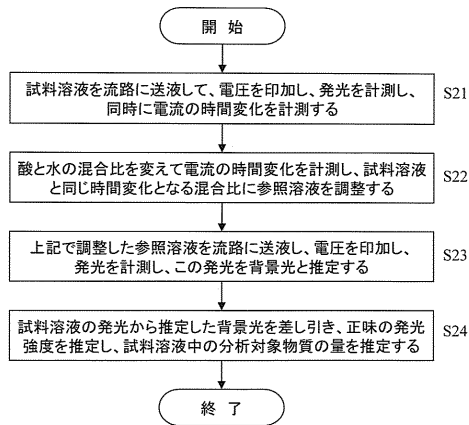 開 始
試料溶液を流路に送液して、電圧を印加し、発光を計測し、
同時に電流の時間変化を計測する
S21
酸と水の混合比を変えて電流の時間変化を計測し、試料溶液
と同じ時間変化となる混合比に参照溶液を調整する
S22
上記で調整した参照溶液を流路に送液し、電圧を印加し、
発光を計測し、この発光を背景光と推定する
S23
試料溶液の発光から推定した背景光を差し引き、正味の発光
強度を推定し、試料溶液中の分析対象物質の量を推定する
S24
終 了